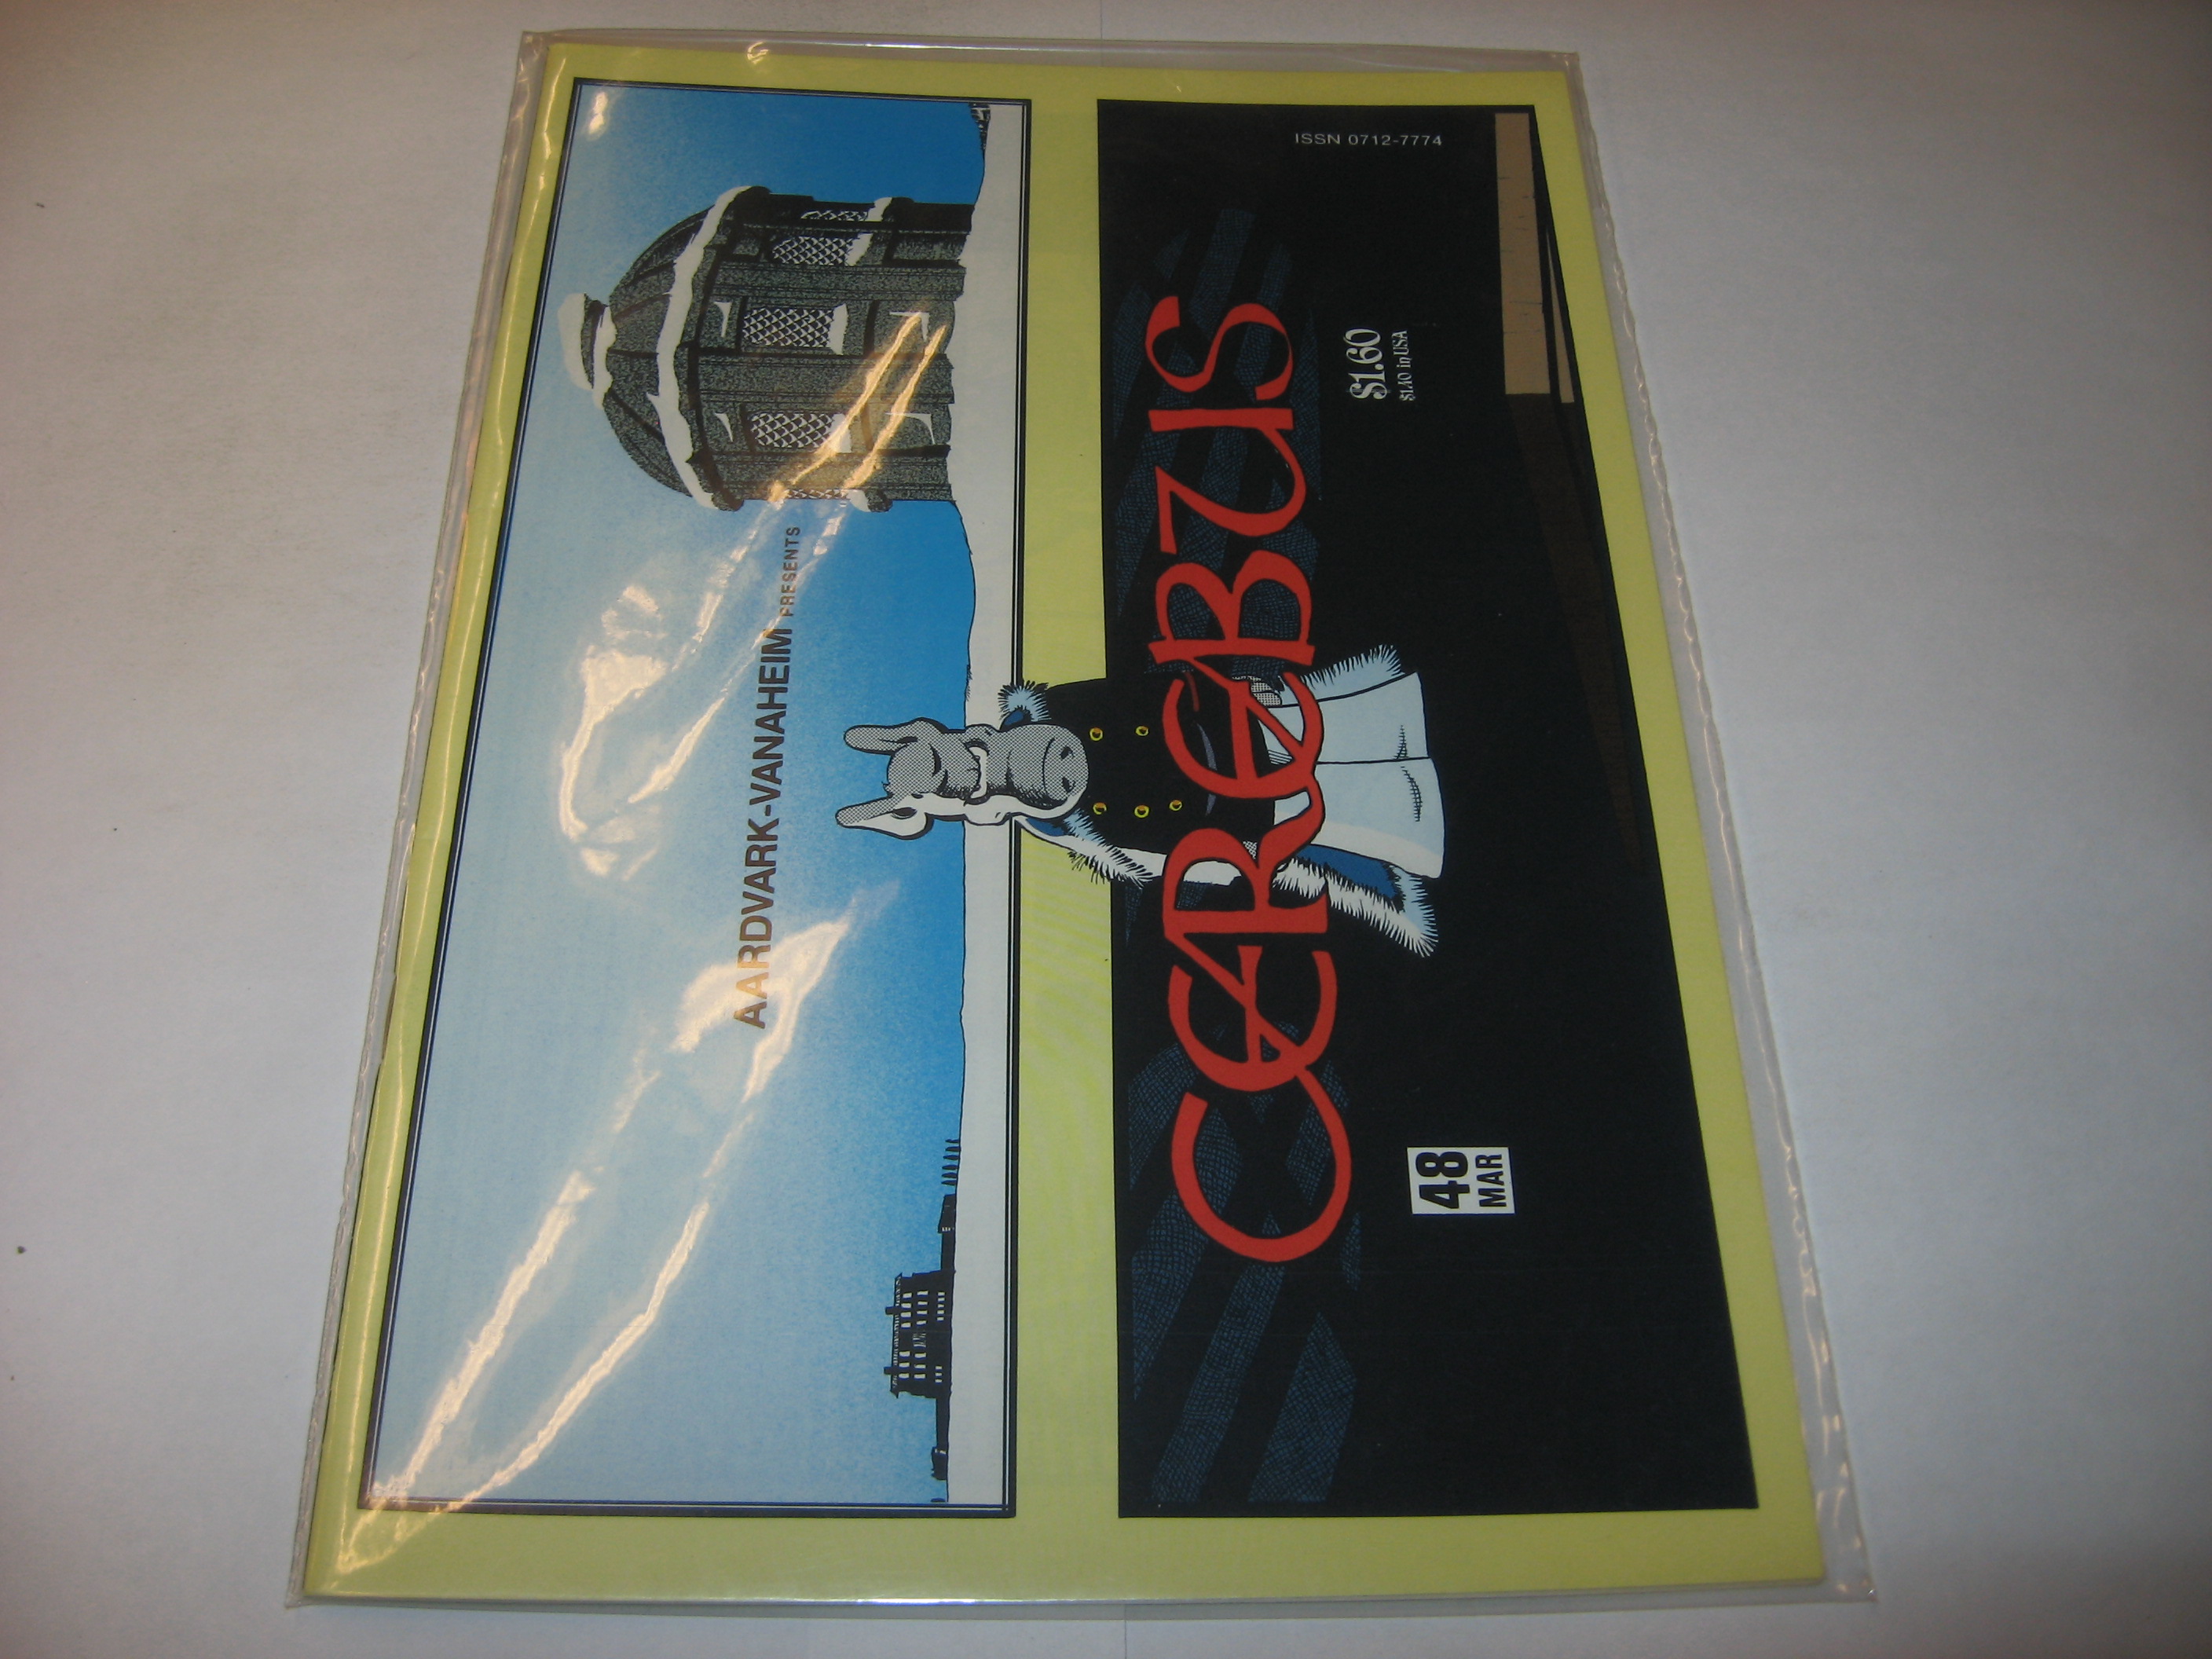 AARDVARK-VANAHEIM PRESENTS
CEREBUS
$1.60
$1.40 in USA
48
MAR
ISSN 0712-7774